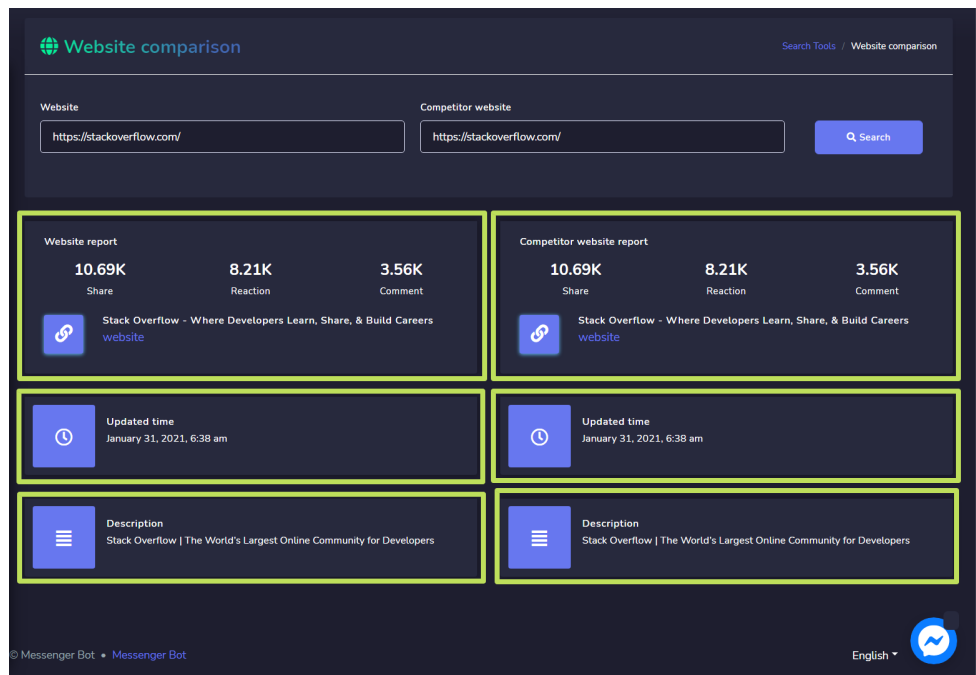 Website comparison
Search Tools / Website comparison
Website
Competitor website
https://stackoverflow.com/
https://stackoverflow.com/
Search
Website report
10.69K 8.21K 3.56K
Share Reaction Comment
Stack Overflow - Where Developers Learn, Share, & Build Careers
website
Competitor website report
10.69K 8.21K 3.56K
Share Reaction Comment
Stack Overflow - Where Developers Learn, Share, & Build Careers
website
Updated time
January 31, 2021, 6:38 am
Updated time
January 31, 2021, 6:38 am
Description
Stack Overflow | The World's Largest Online Community for Developers
Description
Stack Overflow | The World's Largest Online Community for Developers
© Messenger Bot • Messenger Bot
English